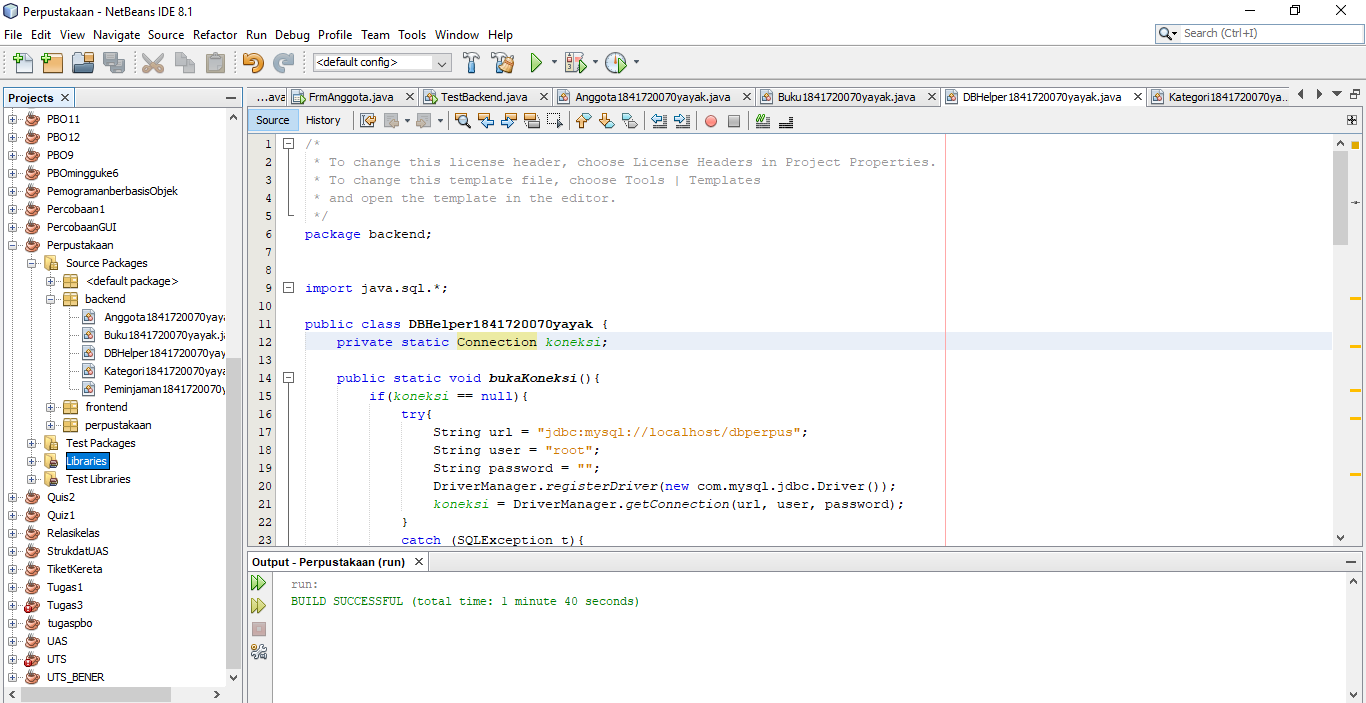 Perpustakaan - NetBeans IDE 8.1
File Edit View Navigate Source Refactor Run Debug Profile Team Tools Window Help
Search (Ctrl+I)
<default config>
Projects
PBO11
PBO12
PBO9
PBOmingguke6
PemogramanberbasisObjek
Percobaan1
PercobaanGUI
Perpustakaan
Source Packages
<default package>
backend
Anggota1841720070yaya
Buku1841720070yayak.j
DBHelper1841720070yay
Kategori1841720070yaya
Peminjaman1841720070y
frontend
perpustakaan
Test Packages
Libraries
Test Libraries
Quis2
Quiz1
Relasikelas
StrukdatUAS
TiketKereta
Tugas1
Tugas3
tugaspbo
UAS
UTS
UTS_BENER
...ava FrmAnggota.java TestBackend.java Anggota1841720070yayak.java Buku1841720070yayak.java DBHelper1841720070yayak.java Kategori1841720070ya...
Source History
1 /*
2 * To change this license header, choose License Headers in Project Properties.
3 * To change this template file, choose Tools | Templates
4 * and open the template in the editor.
5 */
6 package backend;
7
8
9 import java.sql.*;
10
11 public class DBHelper1841720070yayak {
12 private static Connection koneksi;
13
14 public static void bukaKoneksi(){
15 if(koneksi == null){
16 try{
17 String url = "jdbc:mysql://localhost/dbperpus";
18 String user = "root";
19 String password = "";
20 DriverManager.registerDriver(new com.mysql.jdbc.Driver());
21 koneksi = DriverManager.getConnection(url, user, password);
22 }
23 catch (SQLException t){
Output - Perpustakaan (run)
run:
BUILD SUCCESSFUL (total time: 1 minute 40 seconds)